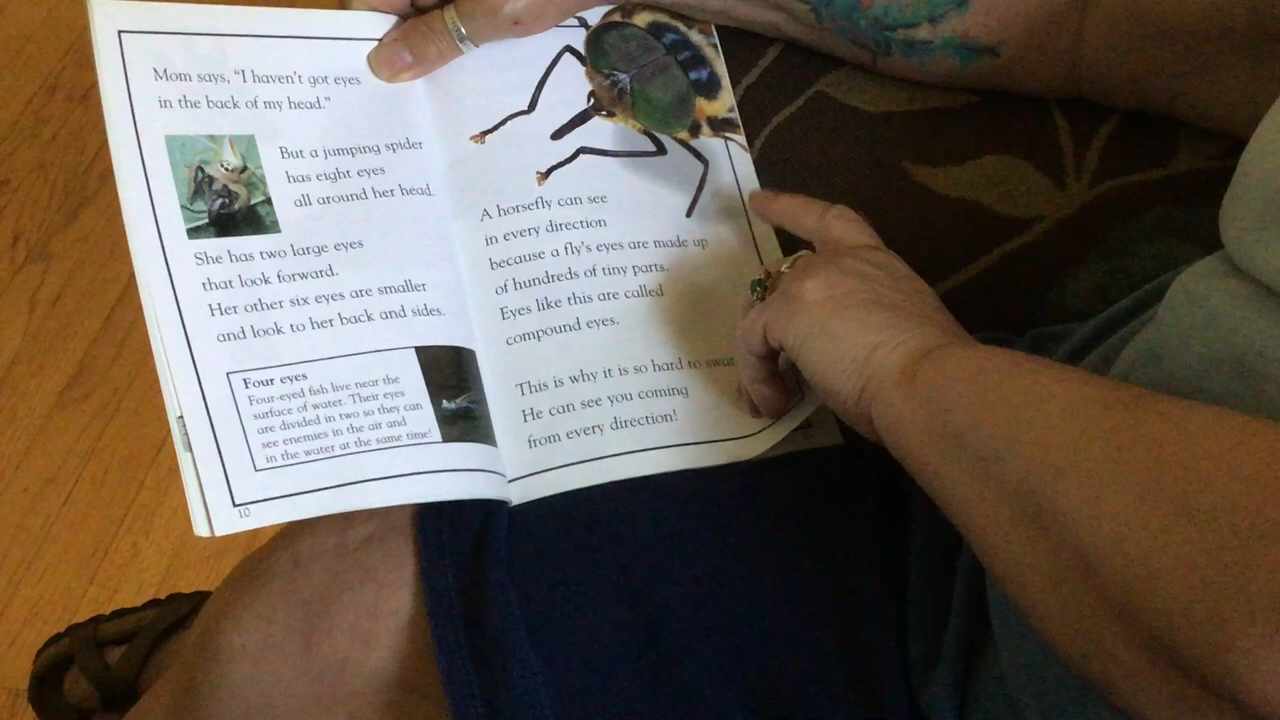 Mom says, "I haven't got eyes
in the back of my head."
But a jumping spider
has eight eyes
all around her head.
She has two large eyes
that look forward.
Her other six eyes are smaller
and look to her back and sides.
Four eyes
Four-eyed fish live near the
surface of water. Their eyes
are divided in two so they can
see enemies in the air and
in the water at the same time!
10
A horsefly can see
in every direction
because a fly's eyes are made up
of hundreds of tiny parts.
Eyes like this are called
compound eyes.
This is why it is so hard to swat
He can see you coming
from every direction!